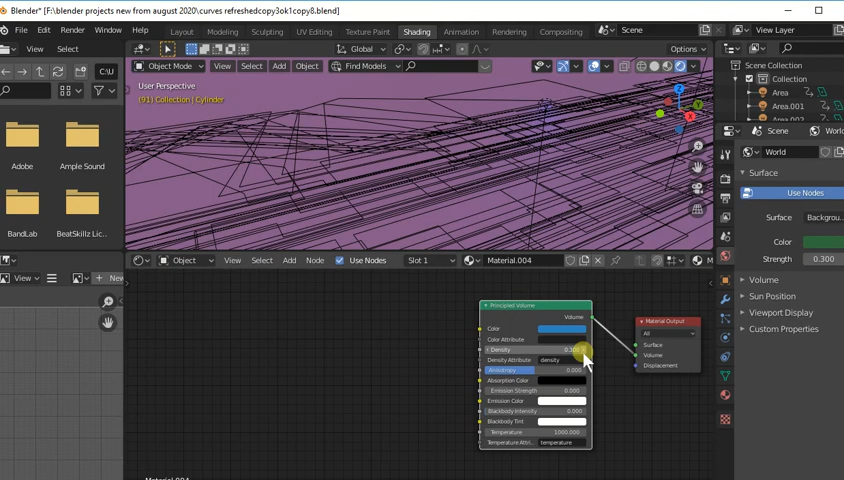 Blender* [F:\blender projects new from august 2020\curves refreshedcopy3ok1copy8.blend]
File Edit Render Window Help Layout Modeling Sculpting UV Editing Texture Paint Shading Animation Rendering Compositing Scene View Layer
View Select Global Options
C:\U Object Mode View Select Add Object Find Models
User Perspective
(91) Collection | Cylinder
Scene Collection
Collection
Area
Area.001
Area.002
Scene World
World
Adobe Ample Sound
BandLab BeatSkillz Lic..
Surface
Use Nodes
Surface Backgrou..
Color
Strength 0.300
Volume
Sun Position
Viewport Display
Custom Properties
Object View Select Add Node Use Nodes Slot 1 Material.004
View New
Principled Volume
Volume
Color
Color Attribute
Density
Density Attribute density
Anisotropy 0.000
Absorption Color
Emission Strength 0.000
Emission Color
Blackbody Intensity 0.000
Blackbody Tint
Temperature 1000.000
Temperature Attri.. temperature
Material Output
All
Surface
Volume
Displacement
Material.004